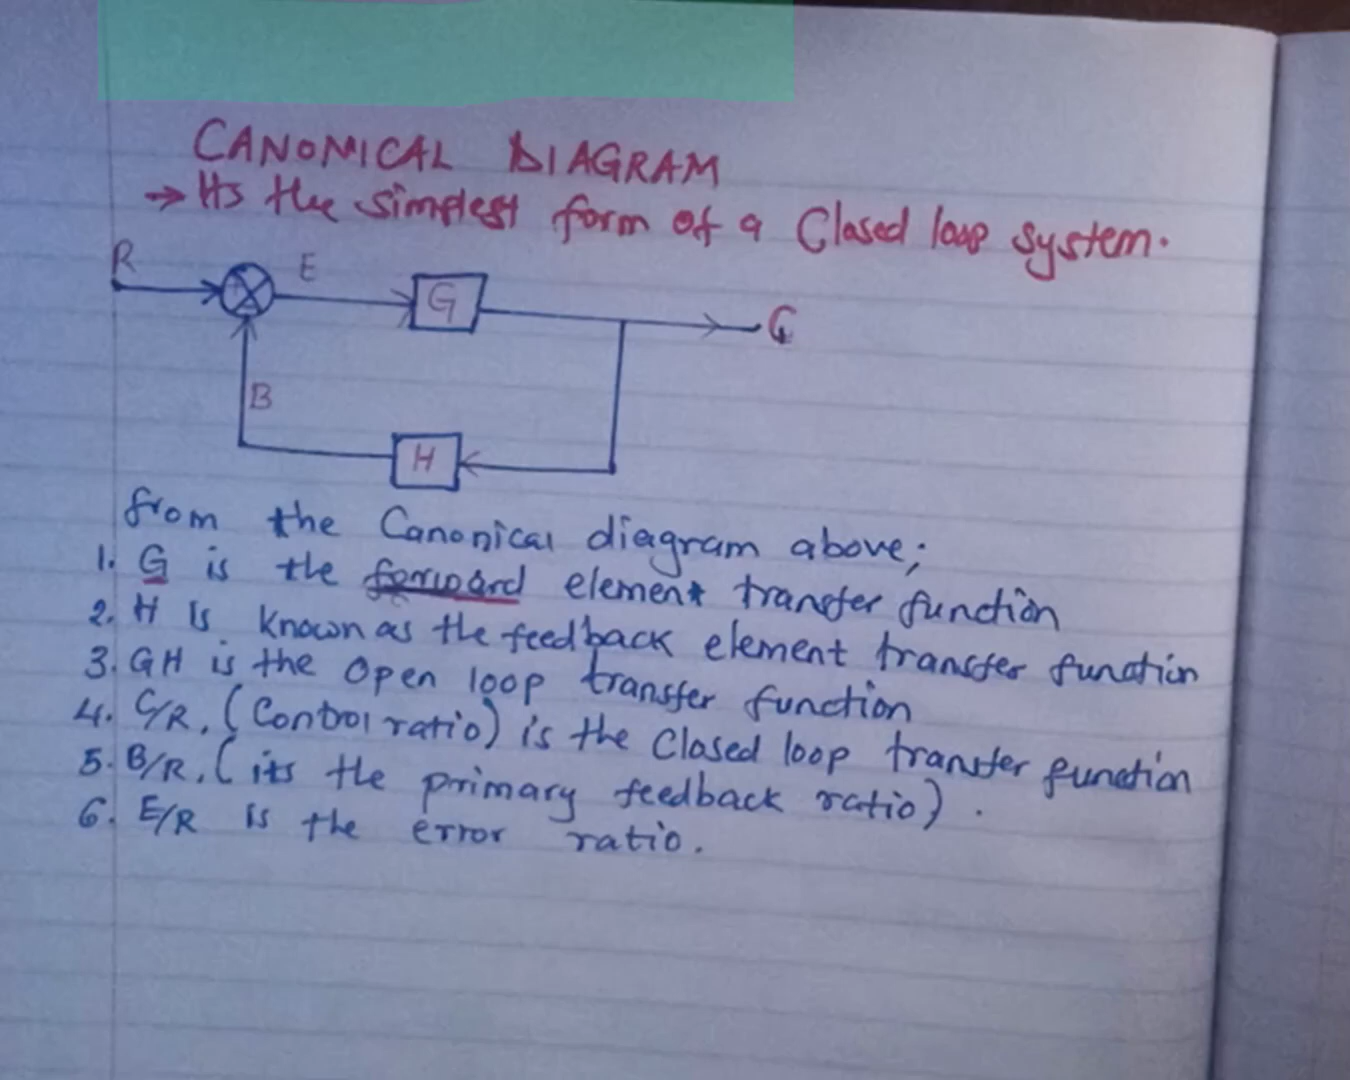 CANONICAL DIAGRAM
→ Its the simplest form of a Closed loop system.
R E G C
B
H
from the Canonical diagram above;
1. G is the forward element transfer function
2. H is known as the feedback element transfer function
3. GH is the Open loop transfer function
4. C/R, (Control ratio) is the Closed loop transfer function
5. B/R, (its the primary feedback ratio).
6. E/R is the error ratio.